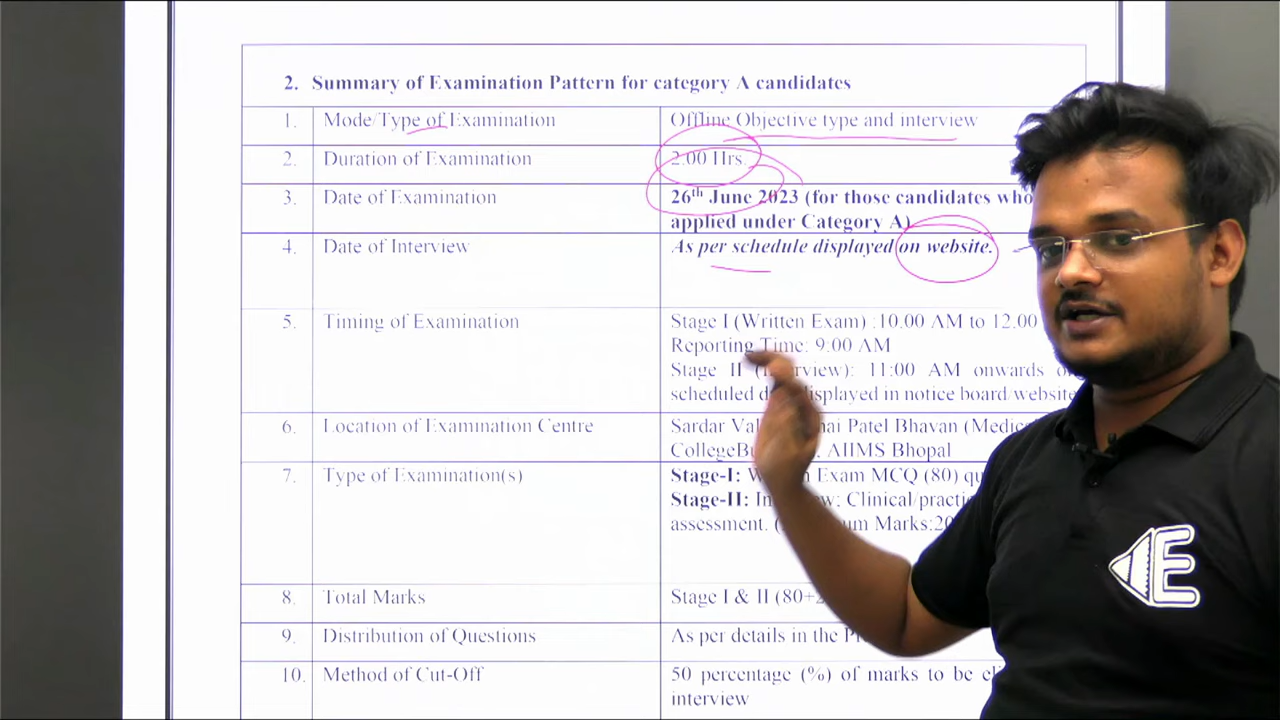 2. Summary of Examination Pattern for category A candidates
1. Mode/Type of Examination Offline Objective type and interview
2. Duration of Examination 2.00 Hrs.
3. Date of Examination 26th June 2023 (for those candidates who
applied under Category A)
4. Date of Interview As per schedule displayed on website.
5. Timing of Examination Stage I (Written Exam) :10.00 AM to 12.00
Reporting Time: 9:00 AM
Stage II (Interview): 11:00 AM onwards
scheduled displayed in notice board/website
6. Location of Examination Centre Sardar Patel Bhavan
AIIMS Bhopal
7. Type of Examination(s) Stage-I: Exam MCQ (80)
Stage-II: Clinical/
assessment. Marks:
8. Total Marks Stage I & II
9. Distribution of Questions As per details in the
10. Method of Cut-Off 50 percentage (%) of marks to be
interview
E